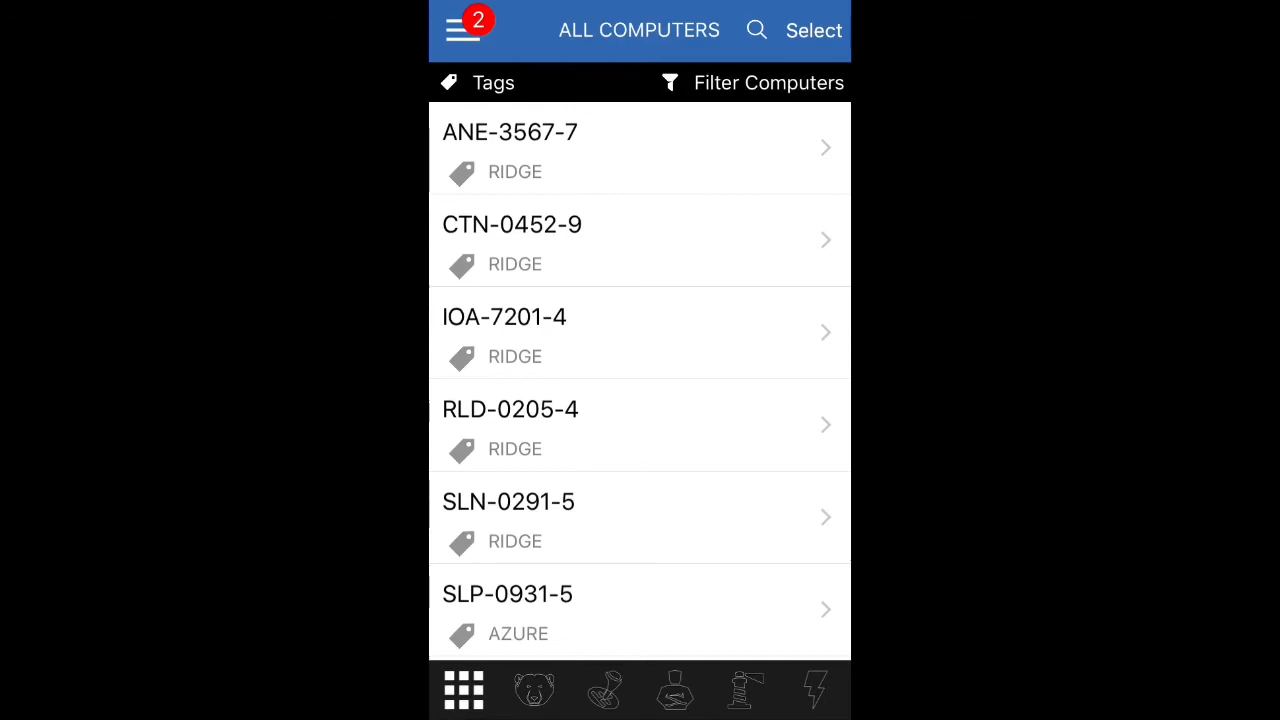 2
ALL COMPUTERS Select
Tags Filter Computers
ANE-3567-7
RIDGE
CTN-0452-9
RIDGE
IOA-7201-4
RIDGE
RLD-0205-4
RIDGE
SLN-0291-5
RIDGE
SLP-0931-5
AZURE